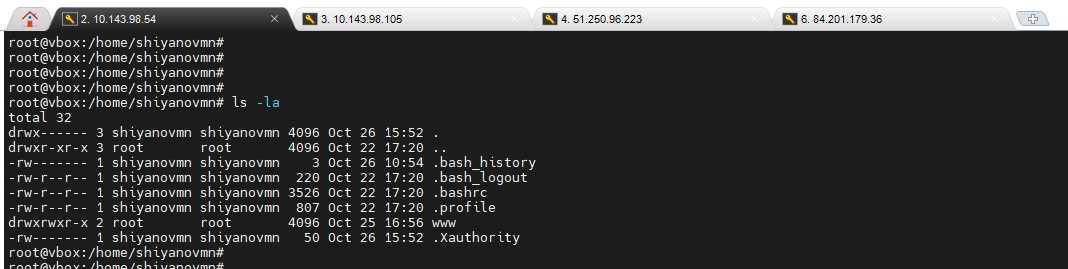 2. 10.143.98.54
3. 10.143.98.105
4. 51.250.96.223
6. 84.201.179.36
root@vbox:/home/shiyanovmn#
root@vbox:/home/shiyanovmn#
root@vbox:/home/shiyanovmn#
root@vbox:/home/shiyanovmn#
root@vbox:/home/shiyanovmn# ls -la
total 32
drwx------ 3 shiyanovmn shiyanovmn 4096 Oct 26 15:52 .
drwxr-xr-x 3 root       root       4096 Oct 22 17:20 ..
-rw------- 1 shiyanovmn shiyanovmn    3 Oct 26 10:54 .bash_history
-rw-r--r-- 1 shiyanovmn shiyanovmn  220 Oct 22 17:20 .bash_logout
-rw-r--r-- 1 shiyanovmn shiyanovmn 3526 Oct 22 17:20 .bashrc
-rw-r--r-- 1 shiyanovmn shiyanovmn  807 Oct 22 17:20 .profile
drwxrwxr-x 2 root       root       4096 Oct 25 16:56 www
-rw------- 1 shiyanovmn shiyanovmn   50 Oct 26 15:52 .Xauthority
root@vbox:/home/shiyanovmn#
root@vbox:/home/shiyanovmn#